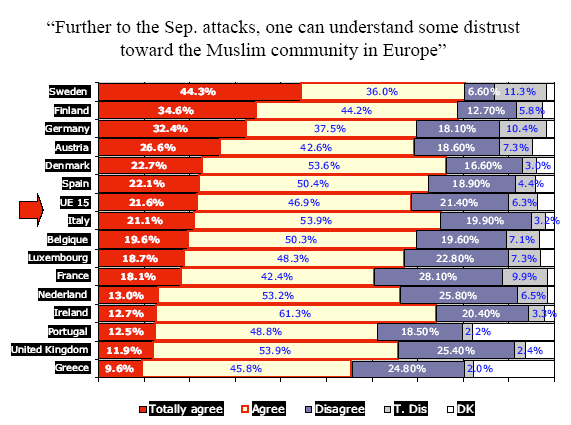 “Further to the Sep. attacks, one can understand some distrust
toward the Muslim community in Europe”
Sweden 44.3% 36.0% 6.60% 11.3%
Finland 34.6% 44.2% 12.70% 5.8%
Germany 32.4% 37.5% 18.10% 10.4%
Austria 26.6% 42.6% 18.60% 7.3%
Denmark 22.7% 53.6% 16.60% 3.0%
Spain 22.1% 50.4% 18.90% 4.4%
UE 15 21.6% 46.9% 21.40% 6.3%
Italy 21.1% 53.9% 19.90% 3.2%
Belgique 19.6% 50.3% 19.60% 7.1%
Luxembourg 18.7% 48.3% 22.80% 7.3%
France 18.1% 42.4% 28.10% 9.9%
Nederland 13.0% 53.2% 25.80% 6.5%
Ireland 12.7% 61.3% 20.40% 3.3%
Portugal 12.5% 48.8% 18.50% 2.2%
United Kingdom 11.9% 53.9% 25.40% 2.4%
Greece 9.6% 45.8% 24.80% 2.0%
Totally agree Agree Disagree T. Dis DK